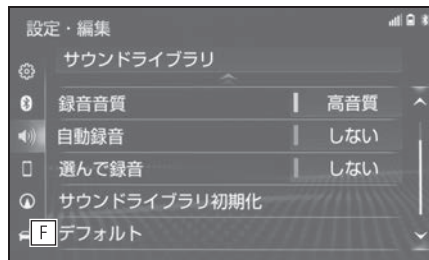 設定・編集
サウンドライブラリ
録音音質 高音質
自動録音 しない
選んで録音 しない
サウンドライブラリ初期化
F デフォルト